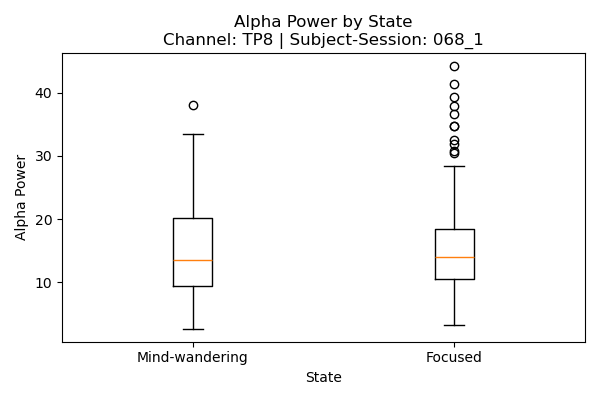 Alpha Power by State
Channel: TP8 | Subject-Session: 068_1
Alpha Power
40
30
20
10
Mind-wandering
Focused
State